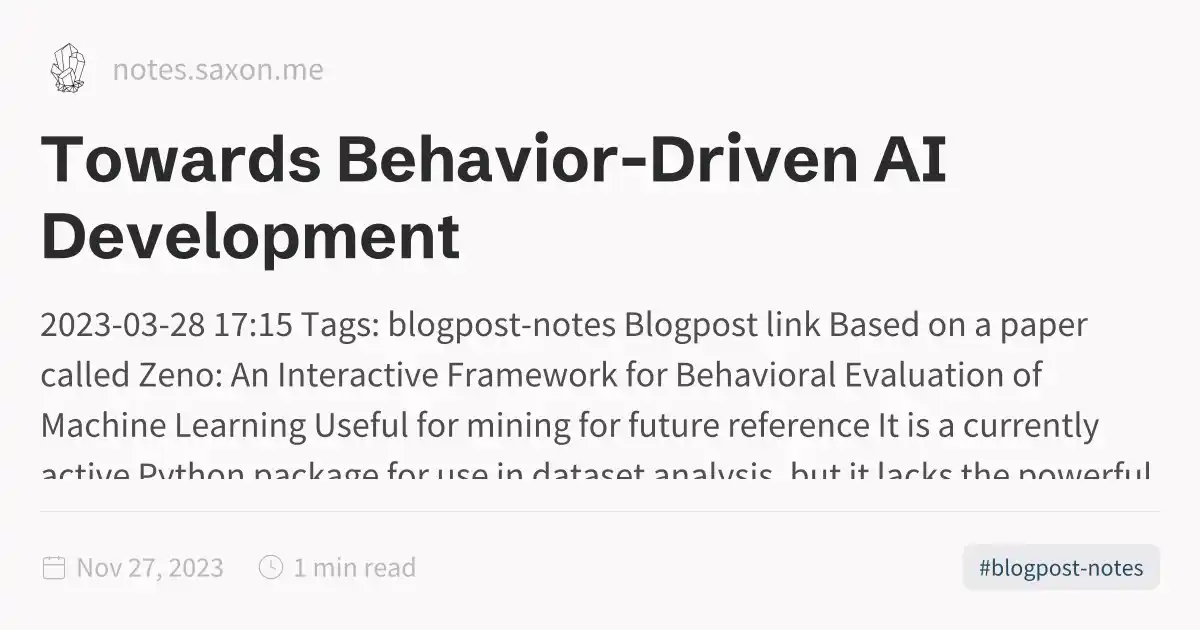 notes.saxon.me
Towards Behavior-Driven AI
Development
2023-03-28 17:15 Tags: blogpost-notes Blogpost link Based on a paper
called Zeno: An Interactive Framework for Behavioral Evaluation of
Machine Learning Useful for mining for future reference It is a currently
active Python package for use in dataset analysis, but it lacks the powerful
Nov 27, 2023
1 min read
#blogpost-notes